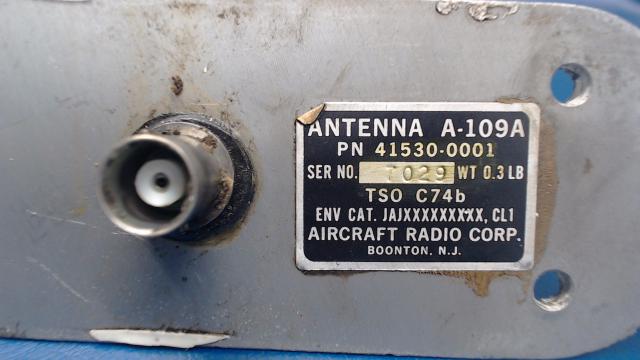 ANTENNA A-109A
PN 41530-0001
SER NO. 7029 WT 0.3 LB
TSO C74b
ENV CAT. JAJXXXXXXXXX, CL1
AIRCRAFT RADIO CORP.
BOONTON, N.J.